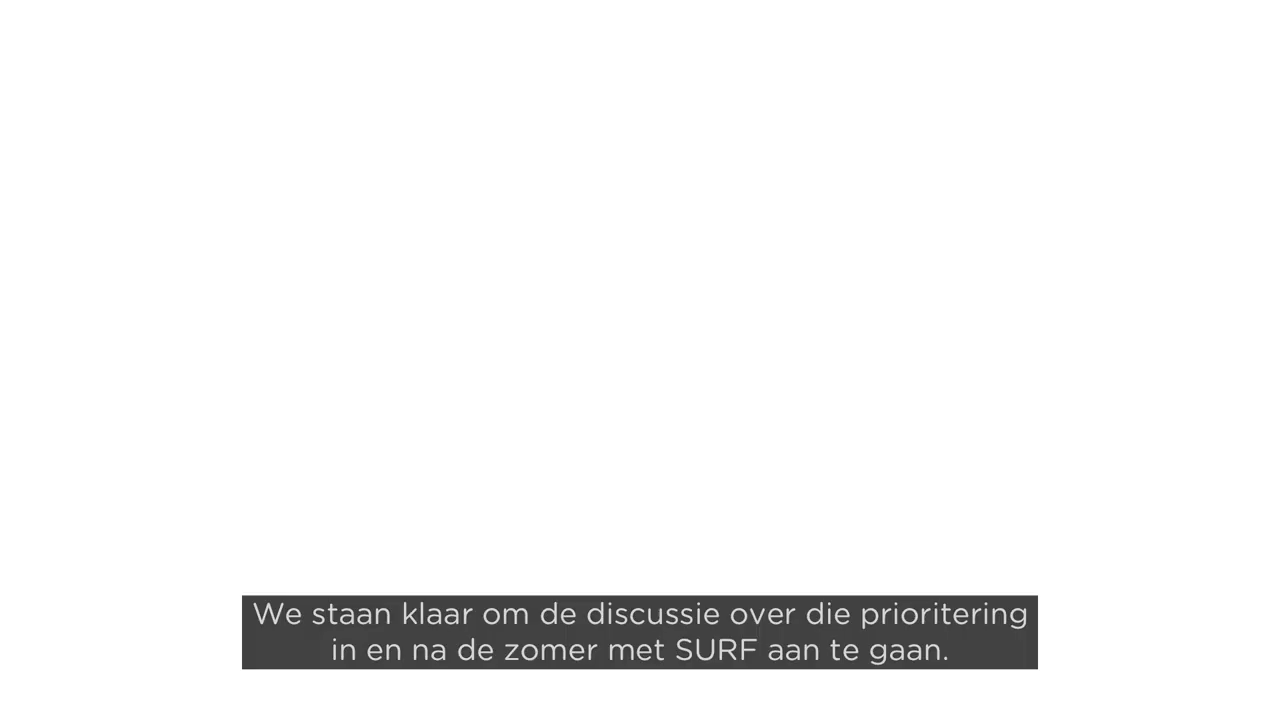 We staan klaar om de discussie over die prioritering
in en na de zomer met SURF aan te gaan.